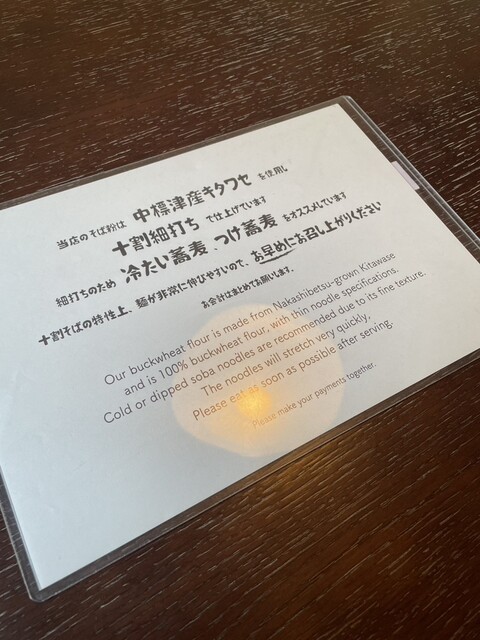 当店のそば粉は 中標津産キタワセ を使用し
十割細打ち で仕上げています
細打ちのため 冷たい蕎麦、つけ蕎麦 をオススメしています
十割そばの特性上、麺が非常に伸びやすいので、お早めにお召し上がりください
お会計はまとめてお願いします。
Our buckwheat flour is made from Nakashibetsu-grown Kitawase
and is 100% buckwheat flour, with thin noodle specifications.
Cold or dipped soba noodles are recommended due to its fine texture.
The noodles will stretch very quickly,
Please eat as soon as possible after serving.
Please make your payments together.